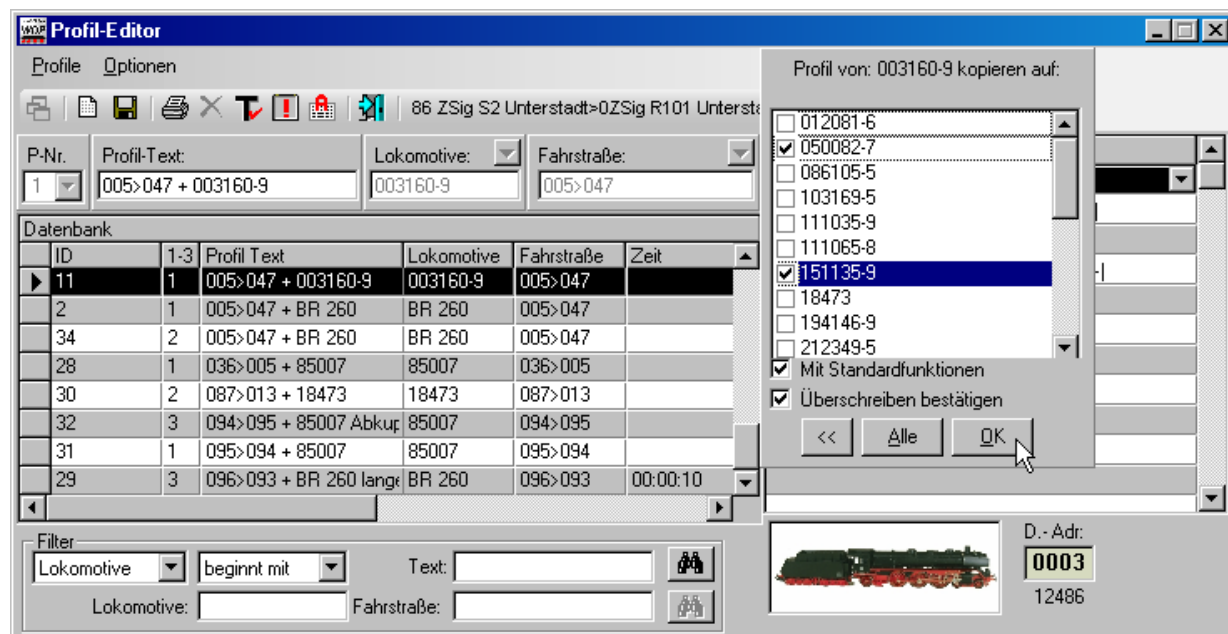 WDP Profil-Editor
Profile Optionen
86 ZSig S2 Unterstadt>0ZSig R101 Untersta
P-Nr. Profil-Text: Lokomotive: Fahrstraße:
1 005>047 + 003160-9 003160-9 005>047
Datenbank
ID 1-3 Profil Text Lokomotive Fahrstraße Zeit
11 1 005>047 + 003160-9 003160-9 005>047
2 1 005>047 + BR 260 BR 260 005>047
34 2 005>047 + BR 260 BR 260 005>047
28 1 036>005 + 85007 85007 036>005
30 2 087>013 + 18473 18473 087>013
32 3 094>095 + 85007 Abkup 85007 094>095
31 1 095>094 + 85007 85007 095>094
29 3 096>093 + BR 260 lange BR 260 096>093 00:00:10
Filter
Lokomotive beginnt mit Text:
Lokomotive: Fahrstraße:
Profil von: 003160-9 kopieren auf:
012081-6
050082-7
086105-5
103169-5
111035-9
111065-8
151135-9
18473
194146-9
212349-5
Mit Standardfunktionen
Überschreiben bestätigen
<< Alle OK
D.- Adr:
0003
12486